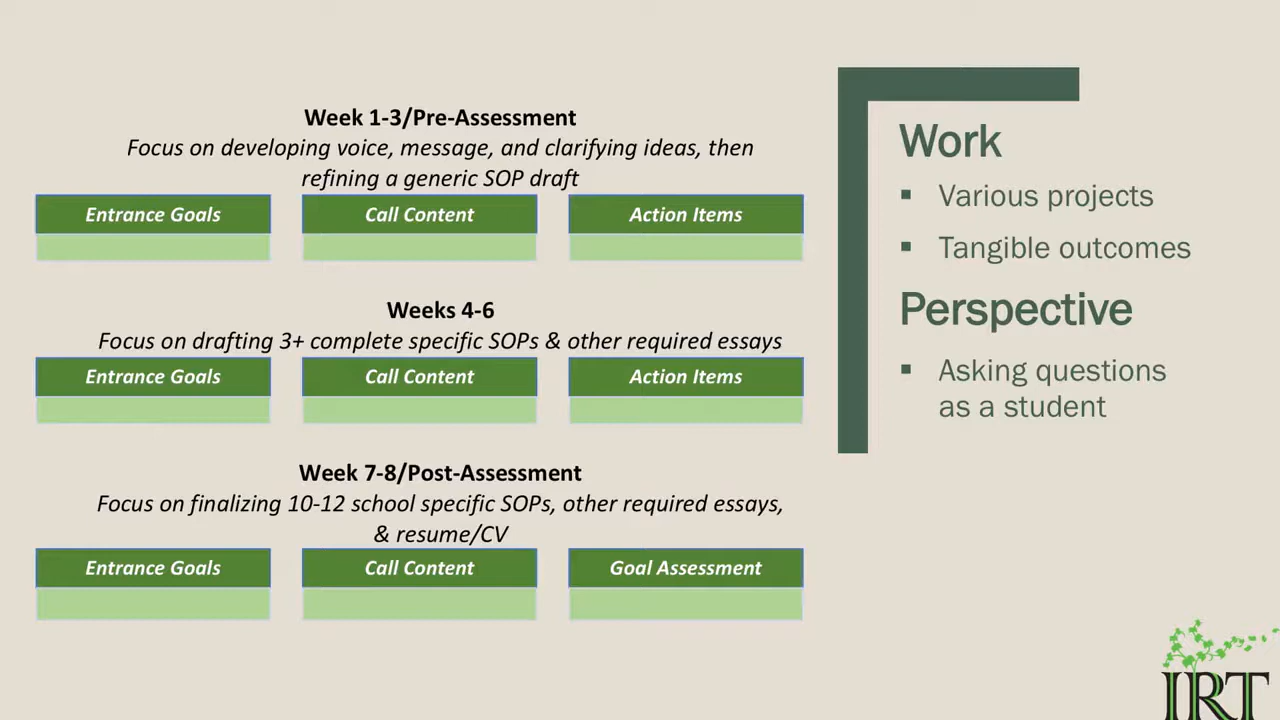 Week 1-3/Pre-Assessment
Focus on developing voice, message, and clarifying ideas, then
refining a generic SOP draft
Entrance Goals
Call Content
Action Items
Weeks 4-6
Focus on drafting 3+ complete specific SOPs & other required essays
Entrance Goals
Call Content
Action Items
Week 7-8/Post-Assessment
Focus on finalizing 10-12 school specific SOPs, other required essays,
& resume/CV
Entrance Goals
Call Content
Goal Assessment
Work
▪ Various projects
▪ Tangible outcomes
Perspective
▪ Asking questions
as a student
IRT